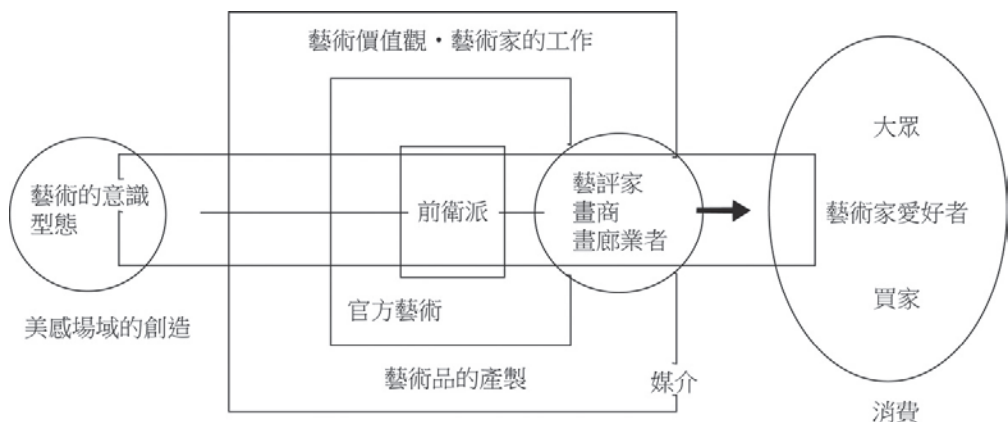 藝術價值觀・藝術家的工作
大眾
藝術的意識
型態
前衛派
藝評家
畫商
畫廊業者
藝術家愛好者
官方藝術
買家
美感場域的創造
藝術品的產製
媒介
消費